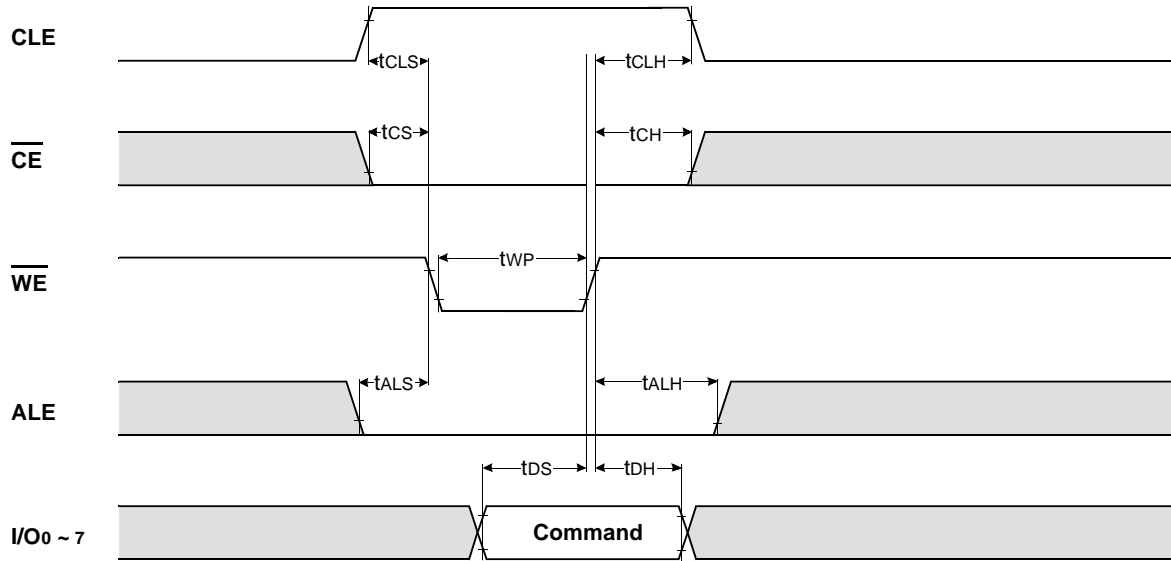 CLE
tCLS
tCLH
CE
tCS
tCH
WE
tWP
ALE
tALS
tALH
I/O0 ~ 7
tDS
tDH
Command